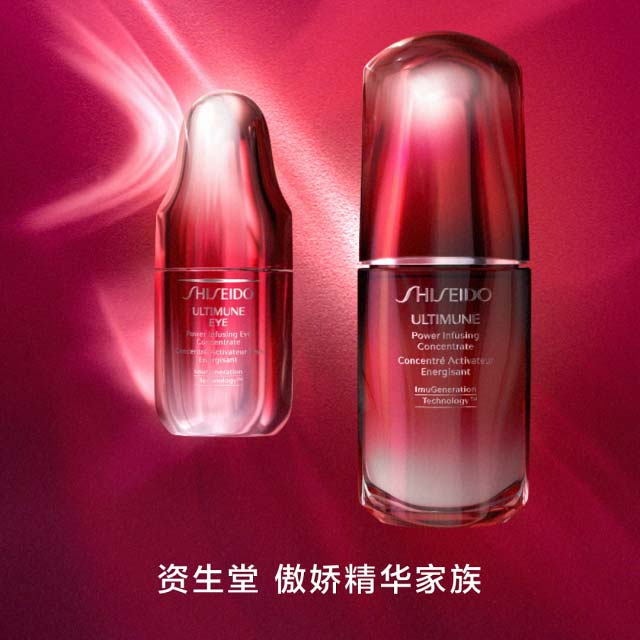 SHISEIDO
ULTIMUNE
EYE
Power Infusing Eye
Concentrate
Concentré Activateur
Energisant
ImuGeneration
Technology™
SHISEIDO
ULTIMUNE
Power Infusing
Concentrate
Concentré Activateur
Energisant
ImuGeneration
Technology™
资生堂 傲娇精华家族